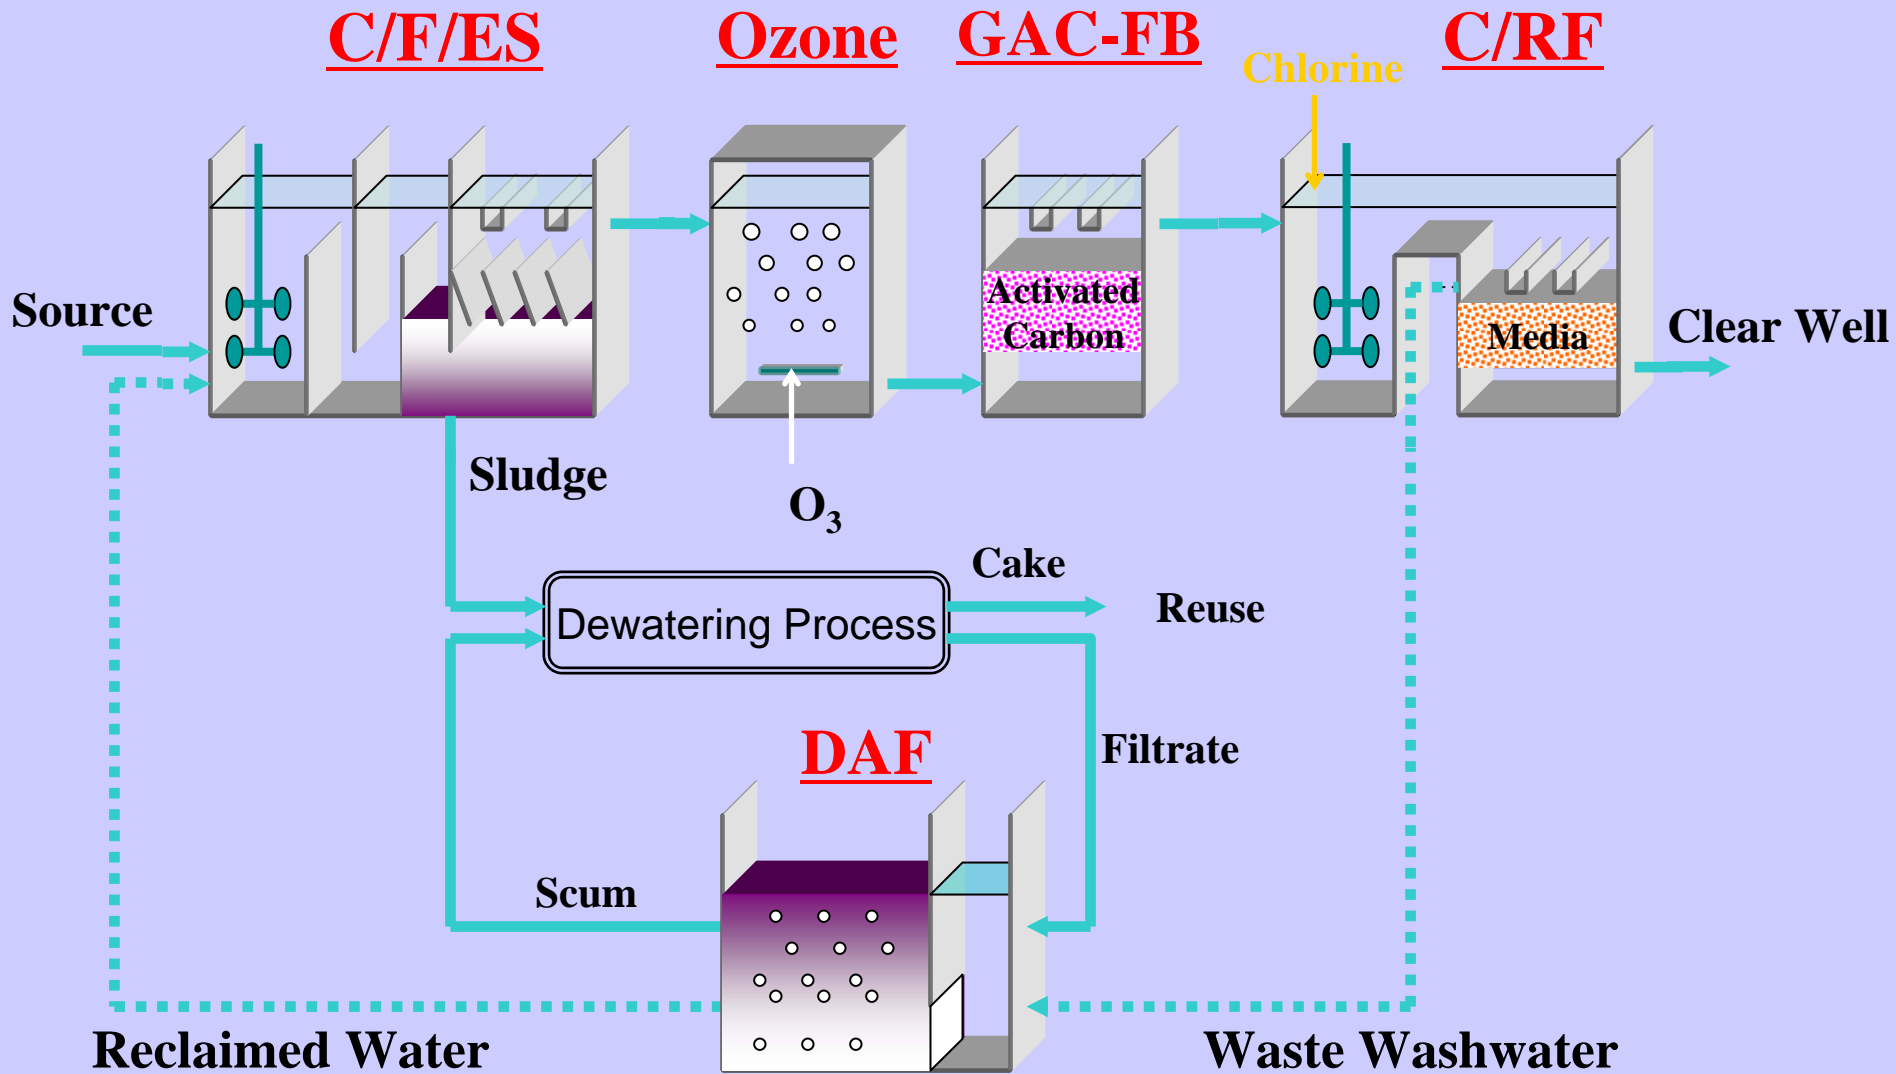 C/F/ES
Ozone
GAC-FB
C/RF
Chlorine
Source
Activated
Carbon
Media
Clear Well
Sludge
O₃
Cake
Reuse
Dewatering Process
DAF
Filtrate
Scum
Reclaimed Water
Waste Washwater